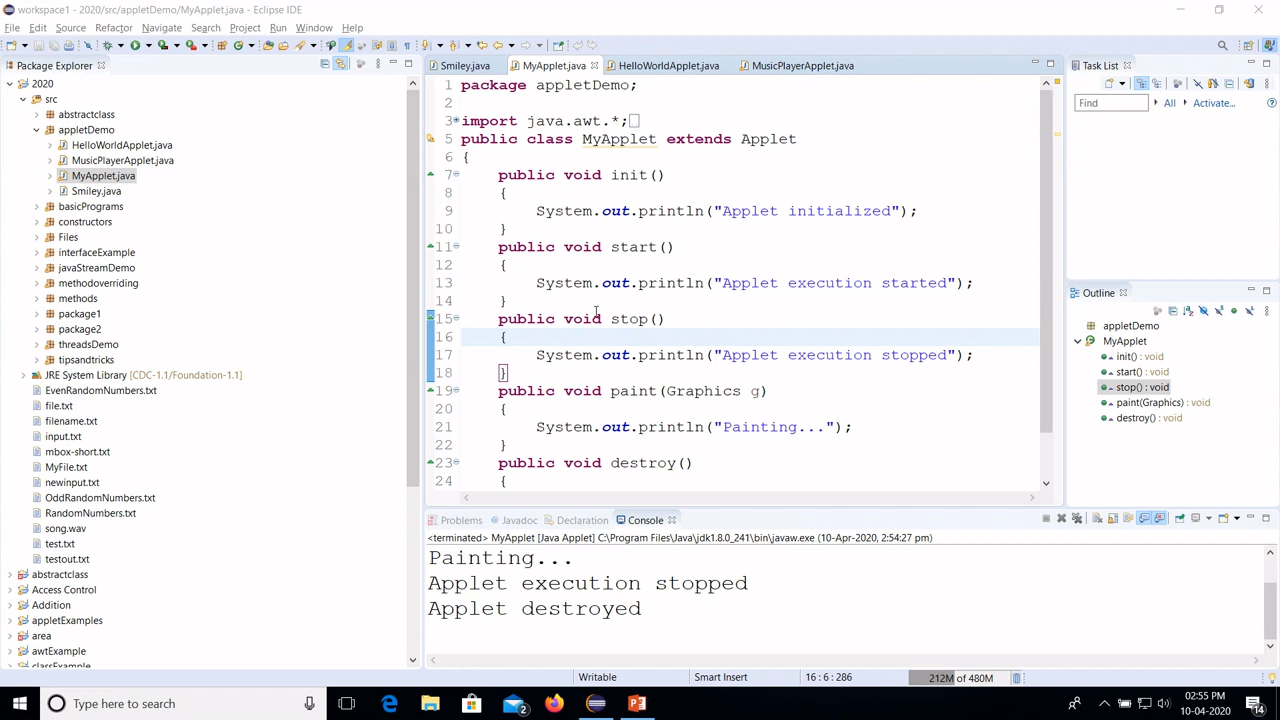 workspace1 - 2020/src/appletDemo/MyApplet.java - Eclipse IDE
File Edit Source Refactor Navigate Search Project Run Window Help
Package Explorer
2020
src
abstractclass
appletDemo
HelloWorldApplet.java
MusicPlayerApplet.java
MyApplet.java
Smiley.java
basicPrograms
constructors
Files
interfaceExample
javaStreamDemo
methodoverriding
methods
package1
package2
threadsDemo
tipsandtricks
JRE System Library [CDC-1.1/Foundation-1.1]
EvenRandomNumbers.txt
file.txt
filename.txt
input.txt
mbox-short.txt
MyFile.txt
newinput.txt
OddRandomNumbers.txt
RandomNumbers.txt
song.wav
test.txt
testout.txt
abstractclass
Access Control
Addition
appletExamples
area
awtExample
classExample
Smiley.java MyApplet.java HelloWorldApplet.java MusicPlayerApplet.java
1 package appletDemo;
2
3 import java.awt.*;
5 public class MyApplet extends Applet
6 {
7 public void init()
8 {
9 System.out.println("Applet initialized");
10 }
11 public void start()
12 {
13 System.out.println("Applet execution started");
14 }
15 public void stop()
16 {
17 System.out.println("Applet execution stopped");
18 }
19 public void paint(Graphics g)
20 {
21 System.out.println("Painting...");
22 }
23 public void destroy()
24 {
Task List
Find All Activate...
Outline
appletDemo
MyApplet
init() : void
start() : void
stop() : void
paint(Graphics) : void
destroy() : void
Problems Javadoc Declaration Console
<terminated> MyApplet [Java Applet] C:\Program Files\Java\jdk1.8.0_241\bin\javaw.exe (10-Apr-2020, 2:54:27 pm)
Painting...
Applet execution stopped
Applet destroyed
Writable Smart Insert 16 : 6 : 286 212M of 480M
Type here to search
2
02:55 PM
10-04-2020
14